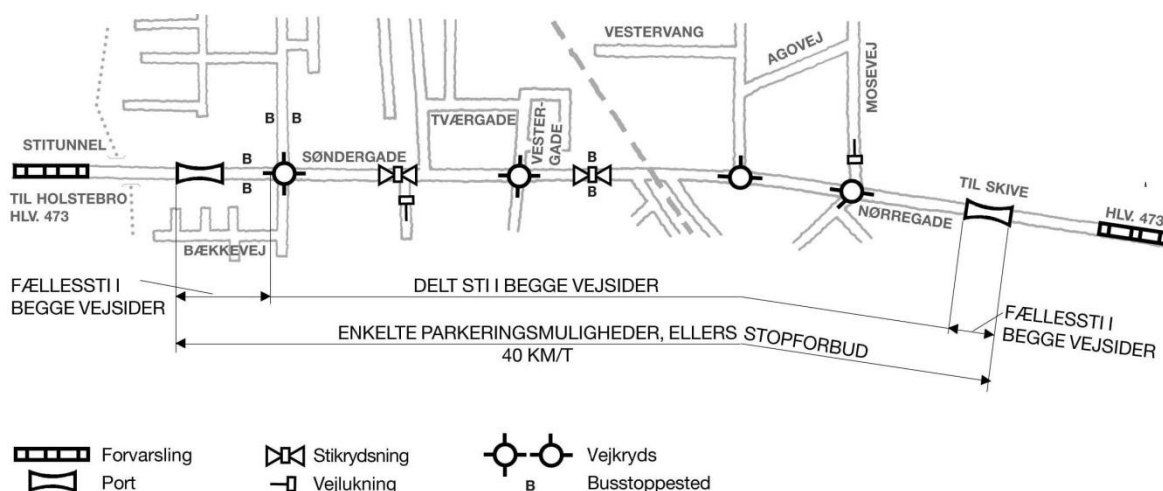 VESTERVANG
AGOVEJ
MOSEVEJ
B B
TVÆRGADE
VESTER-
GADE
STITUNNEL
B
SØNDERGADE
B
B
B
TIL HOLSTEBRO
HLV. 473
TIL SKIVE
HLV. 473
NØRREGADE
BÆKKEVEJ
FÆLLESSTI I
BEGGE VEJSIDER
DELT STI I BEGGE VEJSIDER
FÆLLESSTI I
BEGGE VEJSIDER
ENKELTE PARKERINGSMULIGHEDER, ELLERS STOPFORBUD
40 KM/T
Forvarsling
Stikrydsning
Vejkryds
Port
Vejlukning
B Busstoppested